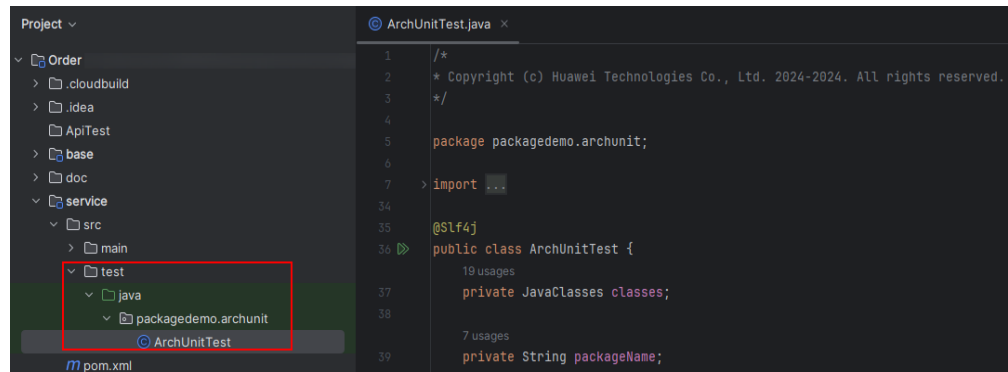 Project
Order
.cloudbuild
.idea
ApiTest
base
doc
service
src
main
test
java
packagedemo.archunit
ArchUnitTest
m pom.xml
ArchUnitTest.java
1 /*
2 * Copyright (c) Huawei Technologies Co., Ltd. 2024-2024. All rights reserved.
3 */
4
5 package packagedemo.archunit;
6
7 import ...
34
35 @Slf4j
36 public class ArchUnitTest {
19 usages
37 private JavaClasses classes;
38
7 usages
39 private String packageName;